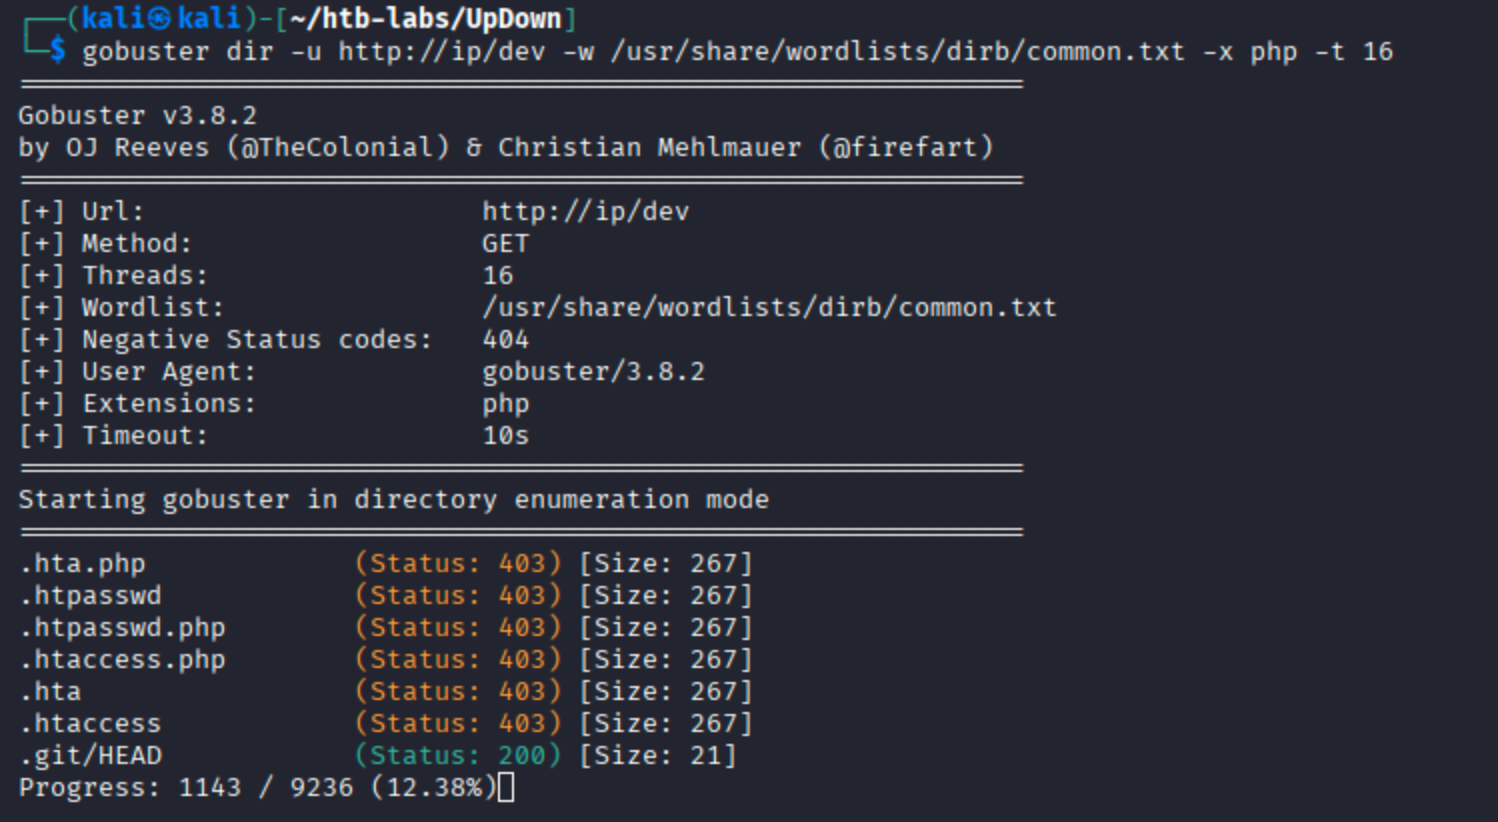 ┌──(kali㉿kali)-[~/htb-labs/UpDown]
└─$ gobuster dir -u http://ip/dev -w /usr/share/wordlists/dirb/common.txt -x php -t 16
===============================================================
Gobuster v3.8.2
by OJ Reeves (@TheColonial) & Christian Mehlmauer (@firefart)
===============================================================
[+] Url:                     http://ip/dev
[+] Method:                  GET
[+] Threads:                 16
[+] Wordlist:                /usr/share/wordlists/dirb/common.txt
[+] Negative Status codes:   404
[+] User Agent:              gobuster/3.8.2
[+] Extensions:              php
[+] Timeout:                 10s
===============================================================
Starting gobuster in directory enumeration mode
===============================================================
.hta.php             (Status: 403) [Size: 267]
.htpasswd            (Status: 403) [Size: 267]
.htpasswd.php        (Status: 403) [Size: 267]
.htaccess.php        (Status: 403) [Size: 267]
.hta                 (Status: 403) [Size: 267]
.htaccess            (Status: 403) [Size: 267]
.git/HEAD            (Status: 200) [Size: 21]
Progress: 1143 / 9236 (12.38%)